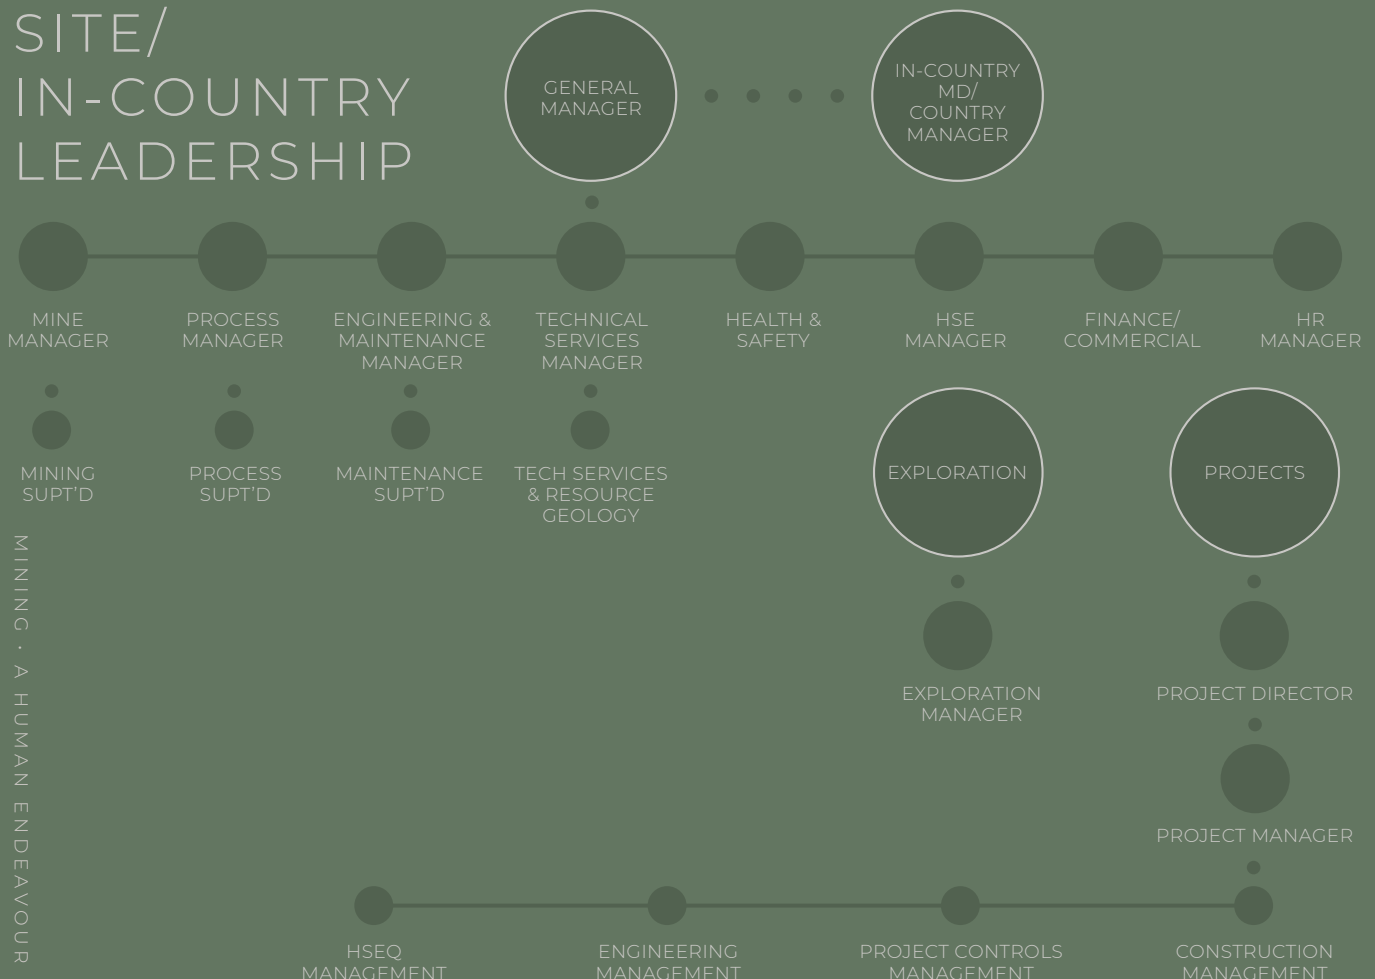 SITE/
IN-COUNTRY
LEADERSHIP
GENERAL
MANAGER
IN-COUNTRY
MD/
COUNTRY
MANAGER
MINE
MANAGER
PROCESS
MANAGER
ENGINEERING &
MAINTENANCE
MANAGER
TECHNICAL
SERVICES
MANAGER
HEALTH &
SAFETY
HSE
MANAGER
FINANCE/
COMMERCIAL
HR
MANAGER
MINING
SUPT'D
PROCESS
SUPT'D
MAINTENANCE
SUPT'D
TECH SERVICES
& RESOURCE
GEOLOGY
EXPLORATION
PROJECTS
EXPLORATION
MANAGER
PROJECT DIRECTOR
PROJECT MANAGER
HSEQ
MANAGEMENT
ENGINEERING
MANAGEMENT
PROJECT CONTROLS
MANAGEMENT
CONSTRUCTION
MANAGEMENT
MINING · A HUMAN ENDEAVOUR